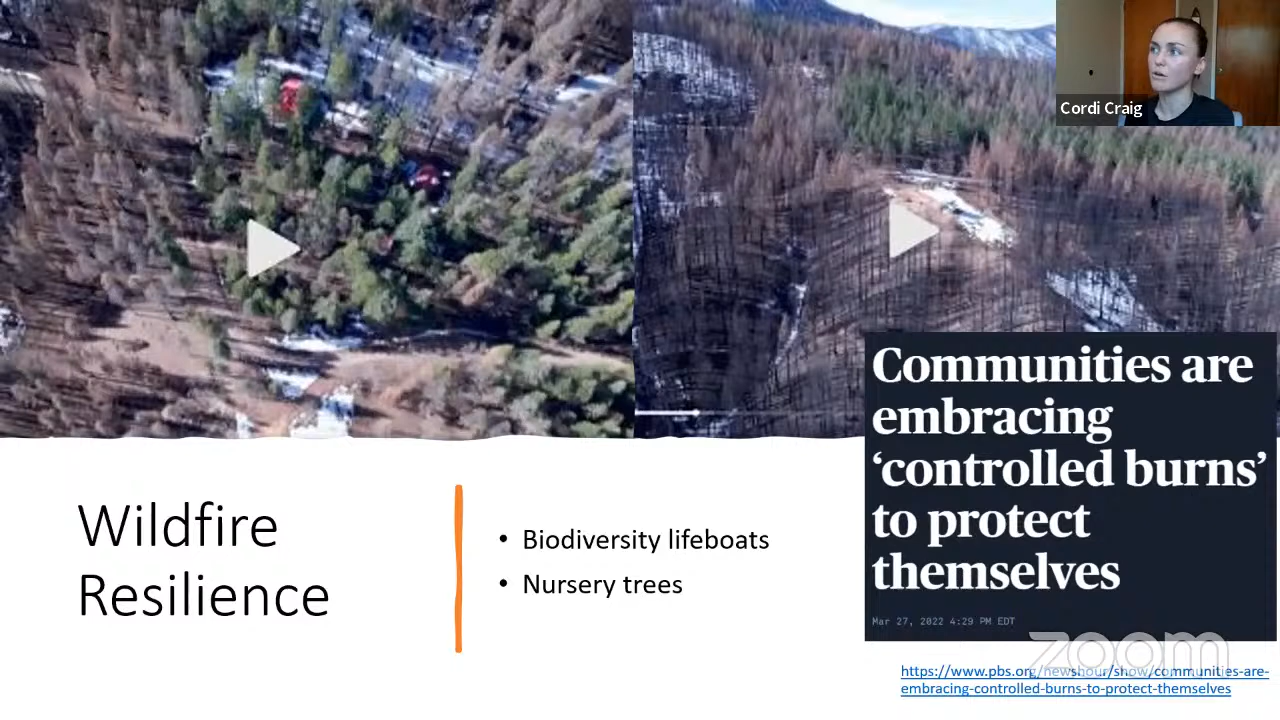 Cordi Craig
Communities are
embracing
‘controlled burns’
to protect
themselves
Mar 27, 2022 4:29 PM EDT
Wildfire
Resilience
• Biodiversity lifeboats
• Nursery trees
zoom
https://www.pbs.org/newshour/show/communities-are-
embracing-controlled-burns-to-protect-themselves